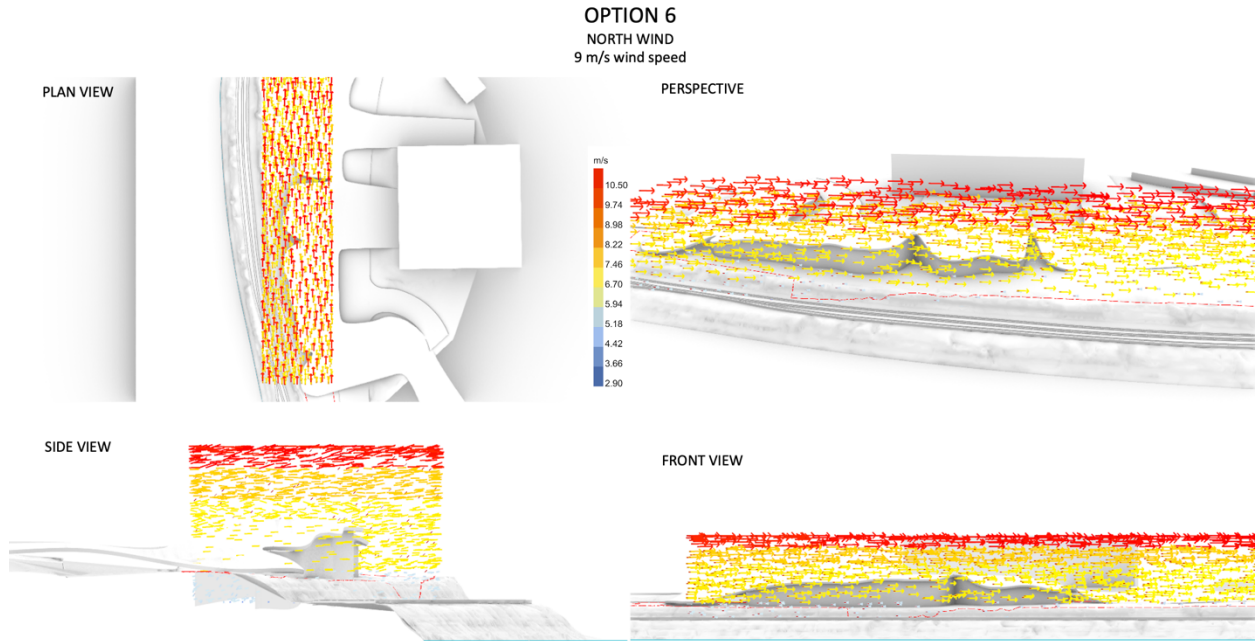 OPTION 6
NORTH WIND
9 m/s wind speed
PLAN VIEW
PERSPECTIVE
m/s
10.50
9.74
8.98
8.22
7.46
6.70
5.94
5.18
4.42
3.66
2.90
SIDE VIEW
FRONT VIEW